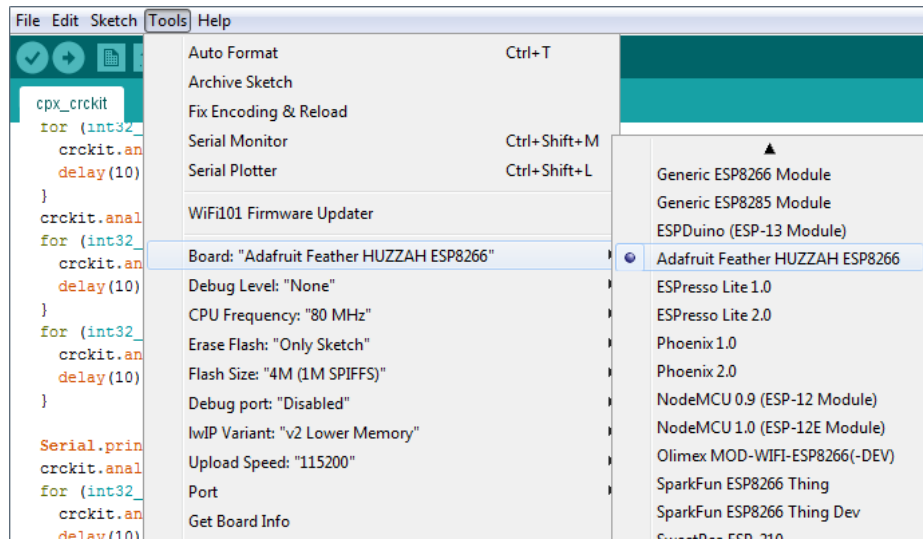 File Edit Sketch Tools Help
cpx_crckit
for (int32_
crckit.an
delay(10)
}
crckit.anal
for (int32_
crckit.an
delay(10)
}
for (int32_
crckit.an
delay(10)
}
Serial.prin
crckit.anal
for (int32_
crckit.an
delay(10)
Auto Format Ctrl+T
Archive Sketch
Fix Encoding & Reload
Serial Monitor Ctrl+Shift+M
Serial Plotter Ctrl+Shift+L
WiFi101 Firmware Updater
Board: "Adafruit Feather HUZZAH ESP8266"
Debug Level: "None"
CPU Frequency: "80 MHz"
Erase Flash: "Only Sketch"
Flash Size: "4M (1M SPIFFS)"
Debug port: "Disabled"
lwIP Variant: "v2 Lower Memory"
Upload Speed: "115200"
Port
Get Board Info
Generic ESP8266 Module
Generic ESP8285 Module
ESPDuino (ESP-13 Module)
Adafruit Feather HUZZAH ESP8266
ESPresso Lite 1.0
ESPresso Lite 2.0
Phoenix 1.0
Phoenix 2.0
NodeMCU 0.9 (ESP-12 Module)
NodeMCU 1.0 (ESP-12E Module)
Olimex MOD-WIFI-ESP8266(-DEV)
SparkFun ESP8266 Thing
SparkFun ESP8266 Thing Dev
SweetPea ESP-210